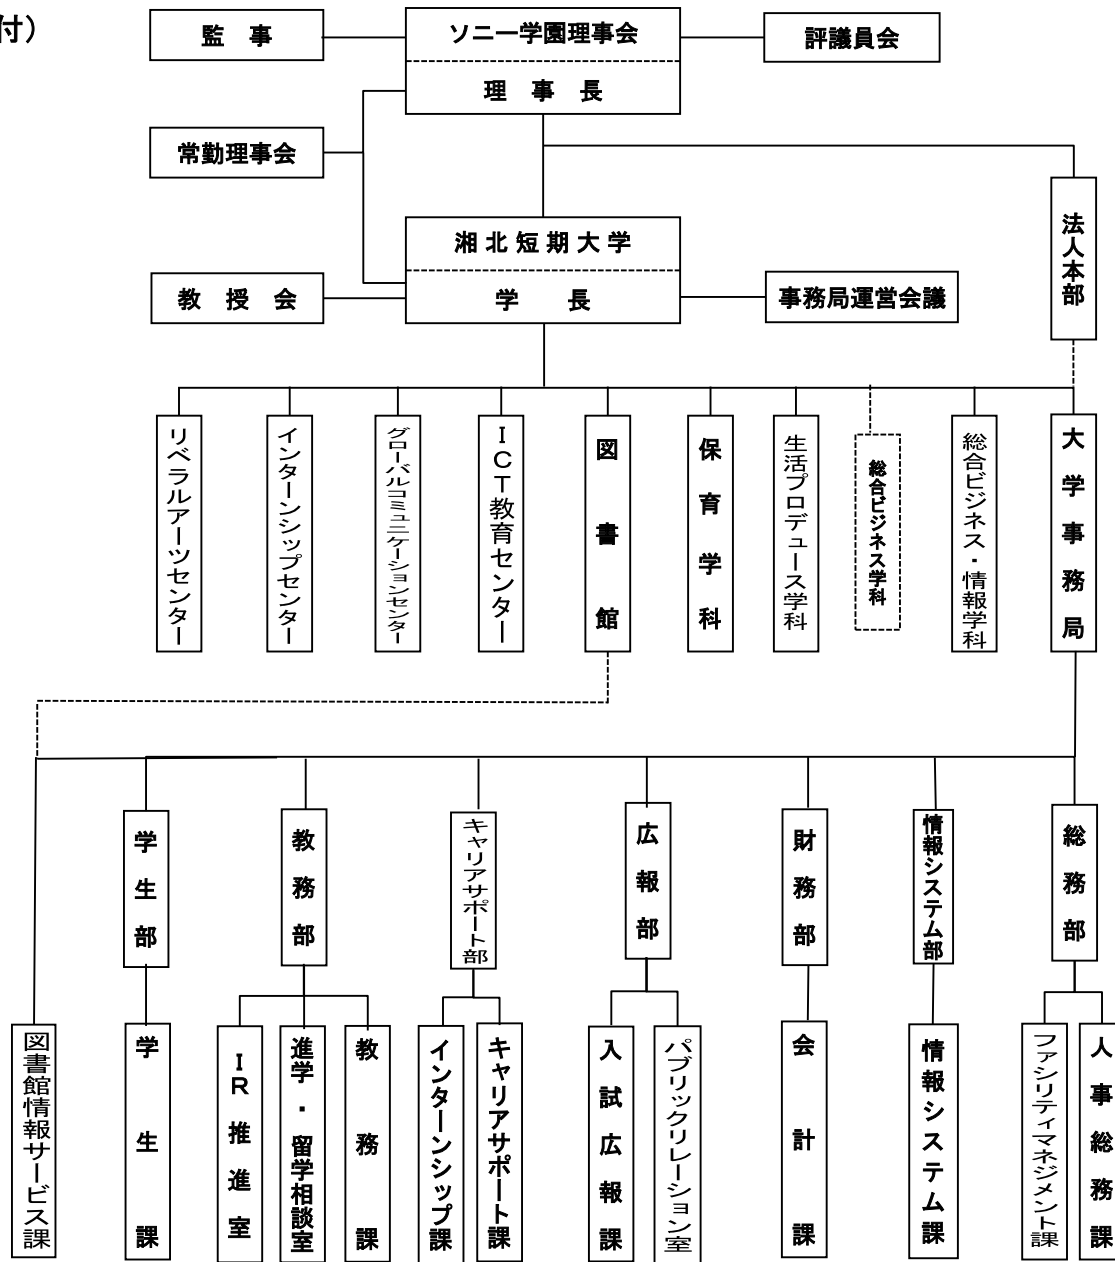 付）
監　事
ソニー学園理事会
評議員会
理　事　長
常勤理事会
法人本部
湘北短期大学
学　　長
教　授　会
事務局運営会議
リベラルアーツセンター
インターンシップセンター
グローバルコミュニケーションセンター
ＩＣＴ教育センター
図書館
保育学科
生活プロデュース学科
総合ビジネス学科
総合ビジネス・情報学科
大学事務局
学生部
教務部
キャリアサポート部
広報部
財務部
情報システム部
総務部
図書館情報サービス課
学生課
ＩＲ推進室
進学・留学相談室
教務課
インターンシップ課
キャリアサポート課
入試広報課
パブリックリレーション室
会計課
情報システム課
ファシリティマネジメント課
人事総務課